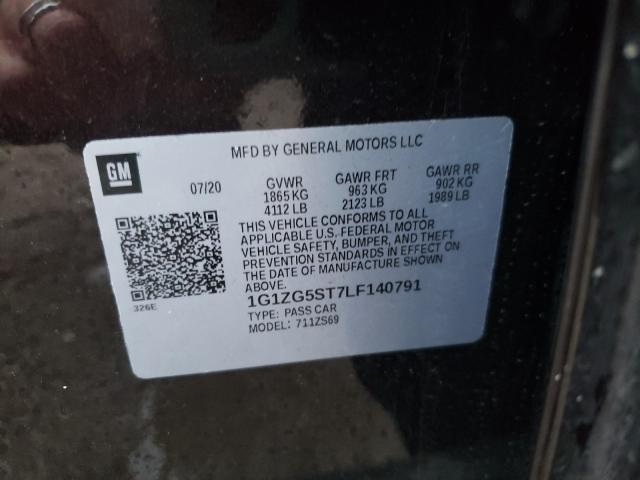 MFD BY GENERAL MOTORS LLC
GM
07/20 GVWR GAWR FRT GAWR RR
1865 KG 963 KG 902 KG
4112 LB 2123 LB 1989 LB
THIS VEHICLE CONFORMS TO ALL
APPLICABLE U.S. FEDERAL MOTOR
VEHICLE SAFETY, BUMPER, AND THEFT
PREVENTION STANDARDS IN EFFECT ON
THE DATE OF MANUFACTURE SHOWN
ABOVE.
326E
1G1ZG5ST7LF140791
TYPE: PASS CAR
MODEL: 711ZS69